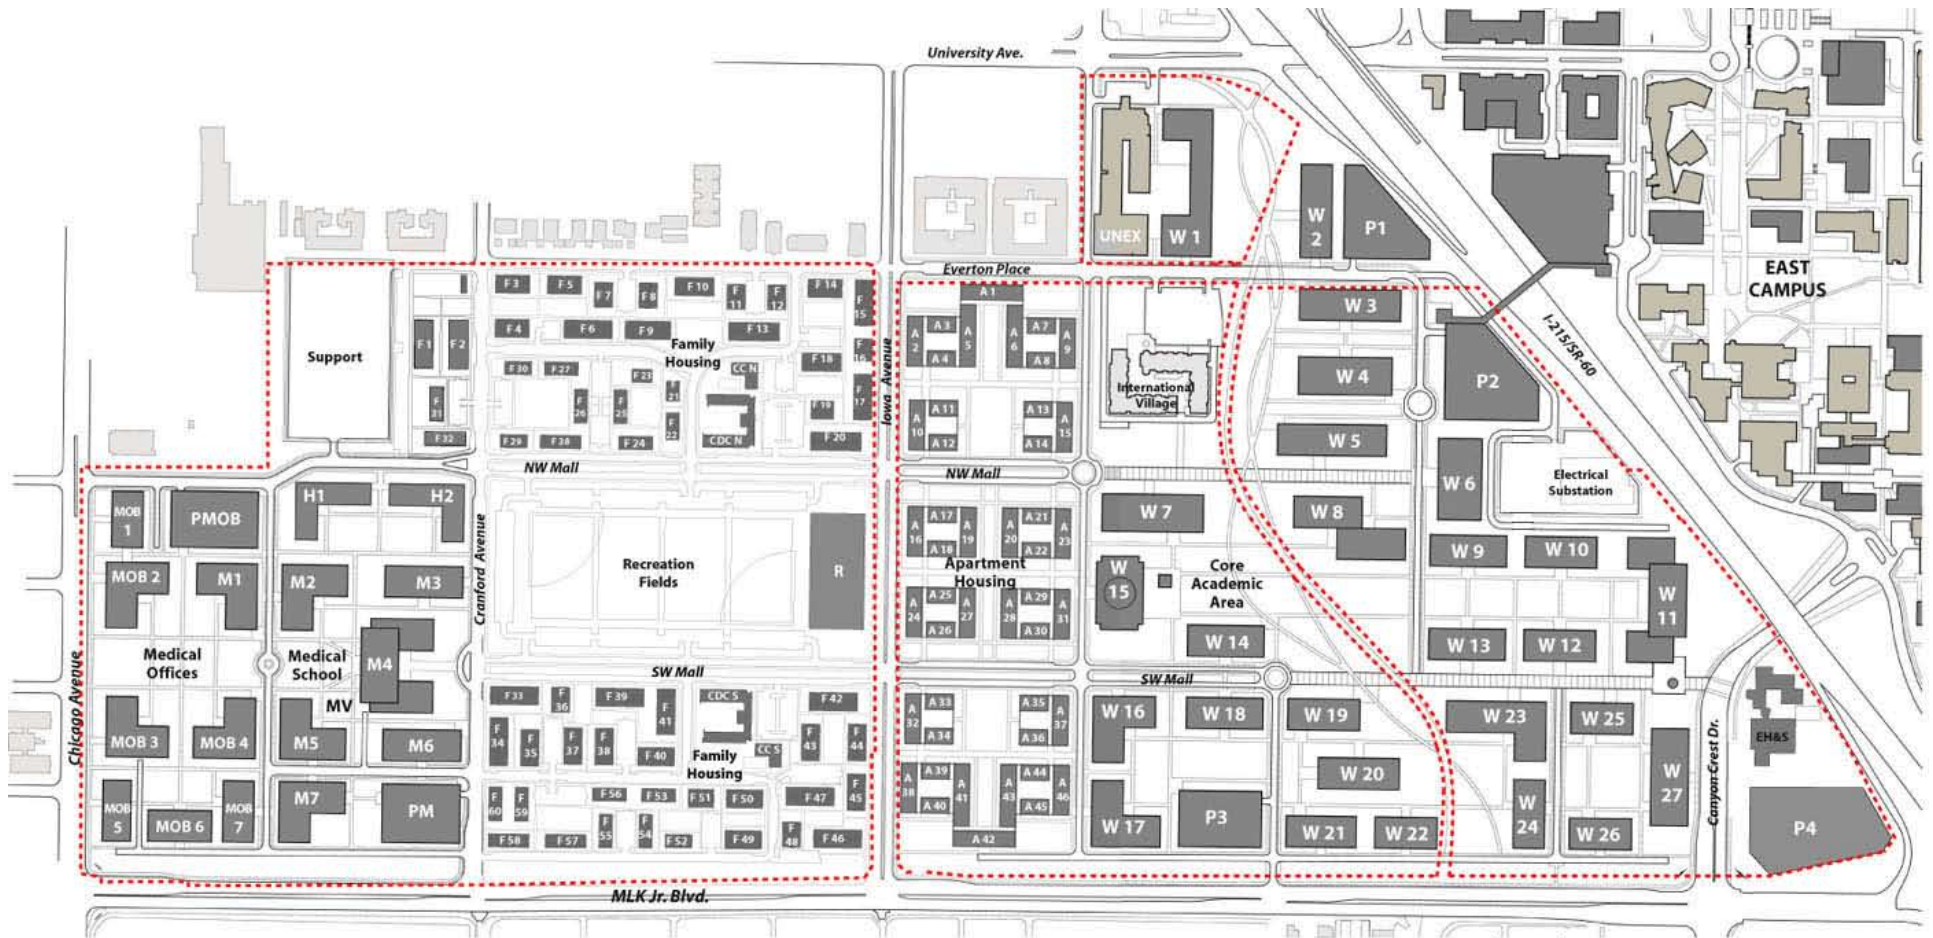 University Ave.
UNEX
W 1
W
2
P1
EAST
CAMPUS
Everton Place
I-215/SR-60
Support
F 1
F 2
F 3
F 5
F
7
F
8
F 10
F
11
F
12
F 14
F
15
F 4
F 6
F 9
F 13
Family
Housing
F 18
F
16
F 30
F 27
F 23
F
21
CC N
F
17
F
31
F
26
F
25
F
22
CDC N
F 19
F 20
F 32
F 29
F 24
Iowa Avenue
A 1
A
2
A 3
A 4
A
5
A
6
A 7
A 8
A
9
A
10
A 11
A 12
A 13
A 14
A
15
International
Village
W 3
W 4
W 5
P2
W 6
Electrical
Substation
NW Mall
NW Mall
MOB
1
PMOB
H1
H2
MOB 2
M1
M2
M3
Cranford Avenue
Recreation
Fields
R
A
16
A 17
A 18
A
19
A
20
A 21
A 22
A
23
Apartment
Housing
A
24
A 25
A 26
A
27
A
28
A 29
A 30
A
31
W 7
W 8
W
15
Core
Academic
Area
W 14
W 9
W 10
W
11
W 13
W 12
Medical
Offices
Medical
School
M4
MV
Chicago Avenue
SW Mall
SW Mall
MOB 3
MOB 4
M5
M6
MOB
5
MOB 6
MOB
7
M7
PM
F 33
F
36
F 39
F
41
CDC S
F 42
F
34
F
35
F
37
F
38
F 40
Family
Housing
CC S
F
43
F
44
F
60
F
59
F 56
F 53
F 51
F 50
F 47
F
45
F 58
F 57
F
55
F
54
F 52
F 49
F
48
F 46
A
32
A 33
A 34
A 35
A 36
A
37
A
38
A 39
A 40
A
41
A
43
A 44
A 45
A
46
A 42
W 16
W 18
W 19
W 23
W 25
W 17
P3
W 20
W 21
W 22
W
24
W 26
W
27
Canyon Crest Dr.
EH&S
P4
MLK Jr. Blvd.